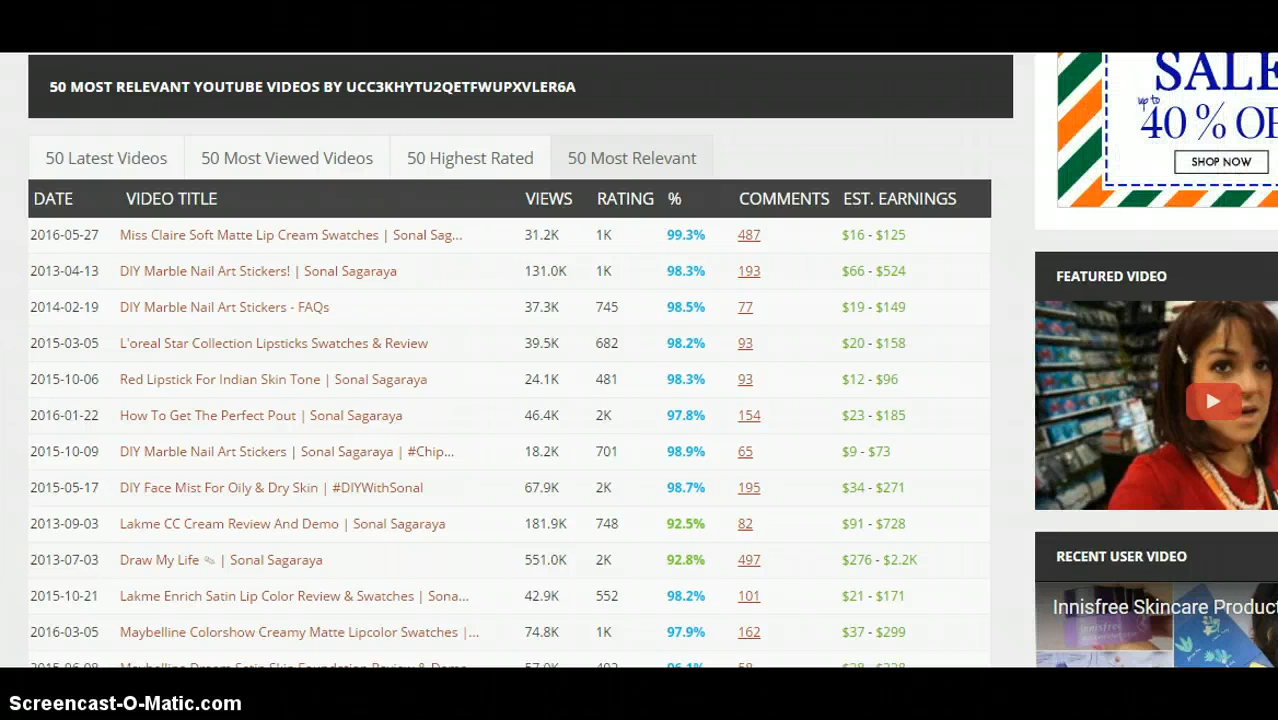 SALE
up to
40 % OF
SHOP NOW
50 MOST RELEVANT YOUTUBE VIDEOS BY UCC3KHYTU2QETFWUPXVLER6A
50 Latest Videos 50 Most Viewed Videos 50 Highest Rated 50 Most Relevant
DATE VIDEO TITLE VIEWS RATING % COMMENTS EST. EARNINGS
2016-05-27 Miss Claire Soft Matte Lip Cream Swatches | Sonal Sag... 31.2K 1K 99.3% 487 $16 - $125
2013-04-13 DIY Marble Nail Art Stickers! | Sonal Sagaraya 131.0K 1K 98.3% 193 $66 - $524
2014-02-19 DIY Marble Nail Art Stickers - FAQs 37.3K 745 98.5% 77 $19 - $149
2015-03-05 L'oreal Star Collection Lipsticks Swatches & Review 39.5K 682 98.2% 93 $20 - $158
2015-10-06 Red Lipstick For Indian Skin Tone | Sonal Sagaraya 24.1K 481 98.3% 93 $12 - $96
2016-01-22 How To Get The Perfect Pout | Sonal Sagaraya 46.4K 2K 97.8% 154 $23 - $185
2015-10-09 DIY Marble Nail Art Stickers | Sonal Sagaraya | #Chip... 18.2K 701 98.9% 65 $9 - $73
2015-05-17 DIY Face Mist For Oily & Dry Skin | #DIYWithSonal 67.9K 2K 98.7% 195 $34 - $271
2013-09-03 Lakme CC Cream Review And Demo | Sonal Sagaraya 181.9K 748 92.5% 82 $91 - $728
2013-07-03 Draw My Life ✎ | Sonal Sagaraya 551.0K 2K 92.8% 497 $276 - $2.2K
2015-10-21 Lakme Enrich Satin Lip Color Review & Swatches | Sona... 42.9K 552 98.2% 101 $21 - $171
2016-03-05 Maybelline Colorshow Creamy Matte Lipcolor Swatches |... 74.8K 1K 97.9% 162 $37 - $299
FEATURED VIDEO
RECENT USER VIDEO
Innisfree Skincare Product
Screencast-O-Matic.com